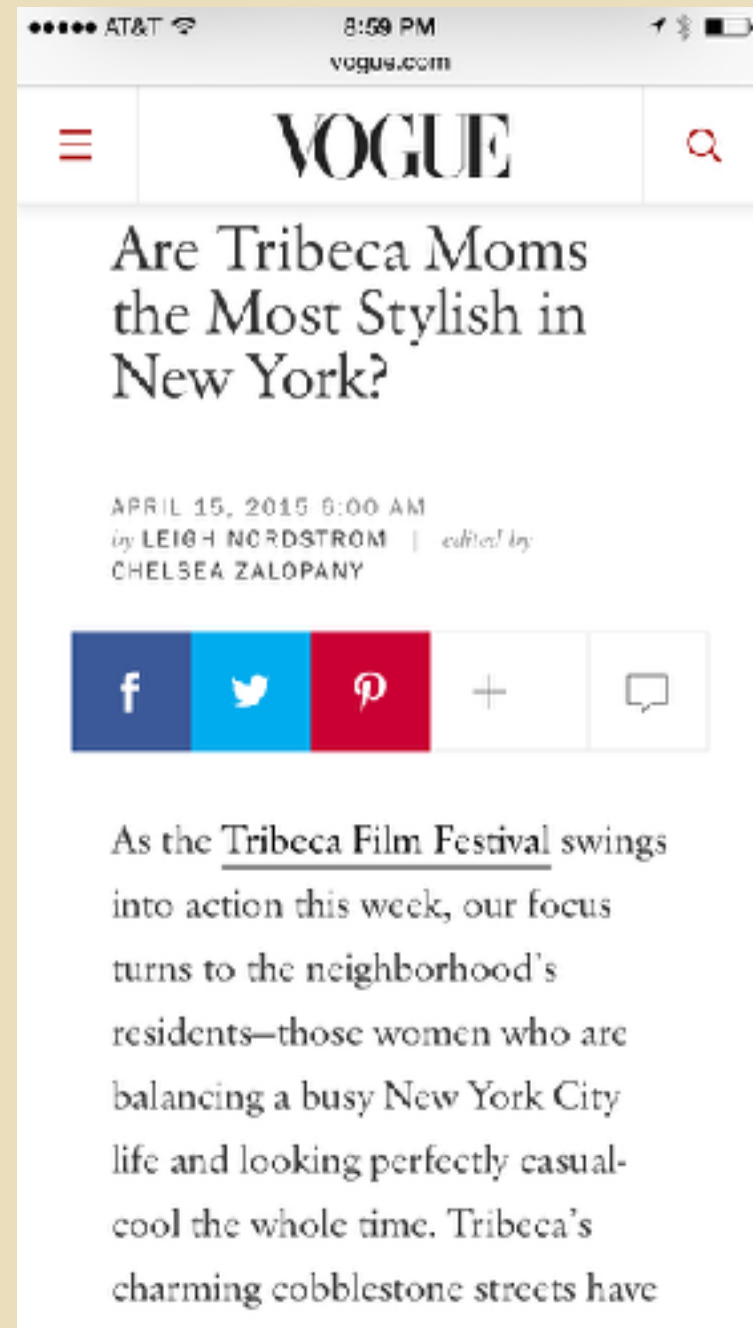 AT&T 8:59 PM
vogue.com
VOGUE
Are Tribeca Moms
the Most Stylish in
New York?
APRIL 15, 2015 6:00 AM
by LEIGH NORDSTROM | edited by
CHELSEA ZALOPANY
As the Tribeca Film Festival swings
into action this week, our focus
turns to the neighborhood's
residents—those women who are
balancing a busy New York City
life and looking perfectly casual-
cool the whole time. Tribeca's
charming cobblestone streets have